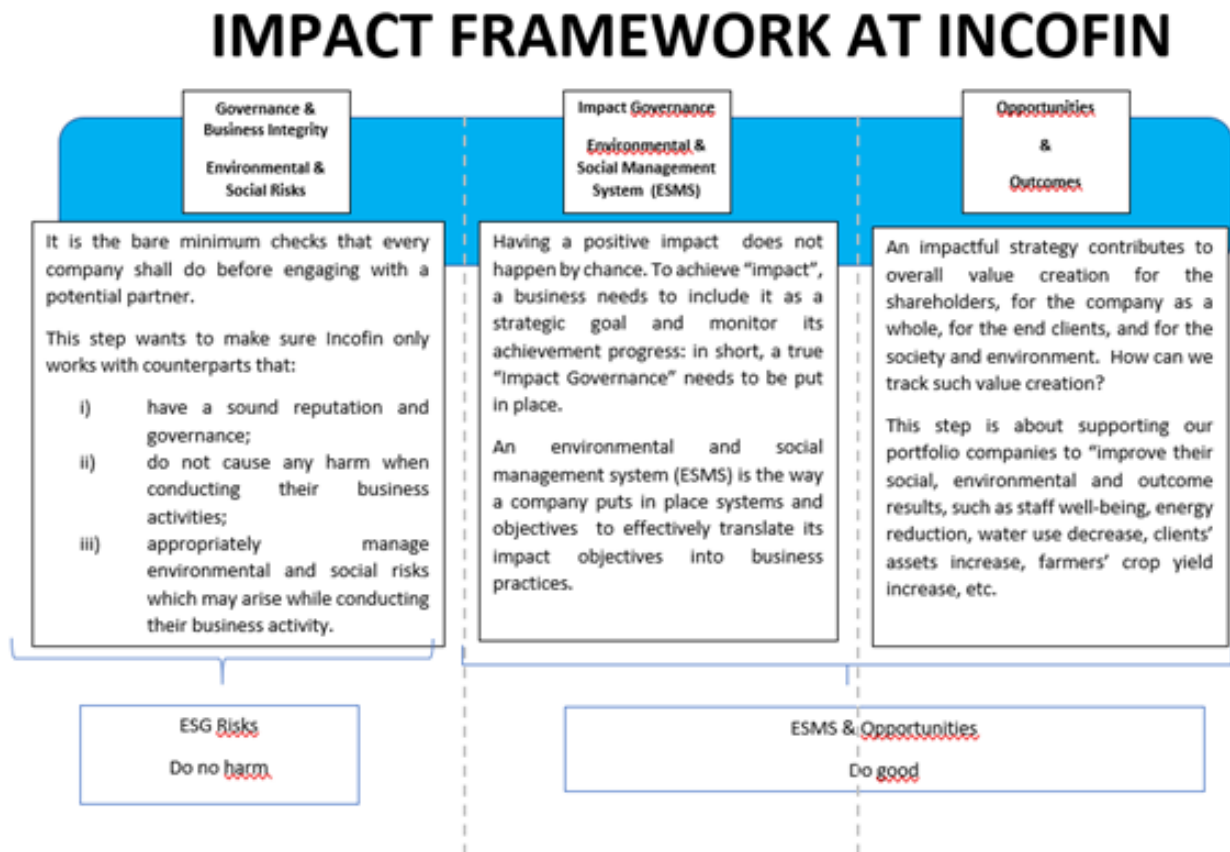 IMPACT FRAMEWORK AT INCOFIN
Governance &
Business Integrity
Environmental &
Social Risks
It is the bare minimum checks that every
company shall do before engaging with a
potential partner.
This step wants to make sure Incofin only
works with counterparts that:
i) have a sound reputation and
governance;
ii) do not cause any harm when
conducting their business
activities;
iii) appropriately manage
environmental and social risks
which may arise while conducting
their business activity.
Impact Governance
Environmental &
Social Management
System (ESMS)
Having a positive impact does not
happen by chance. To achieve “impact”,
a business needs to include it as a
strategic goal and monitor its
achievement progress: in short, a true
“Impact Governance” needs to be put
in place.
An environmental and social
management system (ESMS) is the way
a company puts in place systems and
objectives to effectively translate its
impact objectives into business
practices.
Opportunities
&
Outcomes
An impactful strategy contributes to
overall value creation for the
shareholders, for the company as a
whole, for the end clients, and for the
society and environment. How can we
track such value creation?
This step is about supporting our
portfolio companies to “improve their
social, environmental and outcome
results, such as staff well-being, energy
reduction, water use decrease, clients’
assets increase, farmers’ crop yield
increase, etc.
ESG Risks
Do no harm
ESMS & Opportunities
Do good